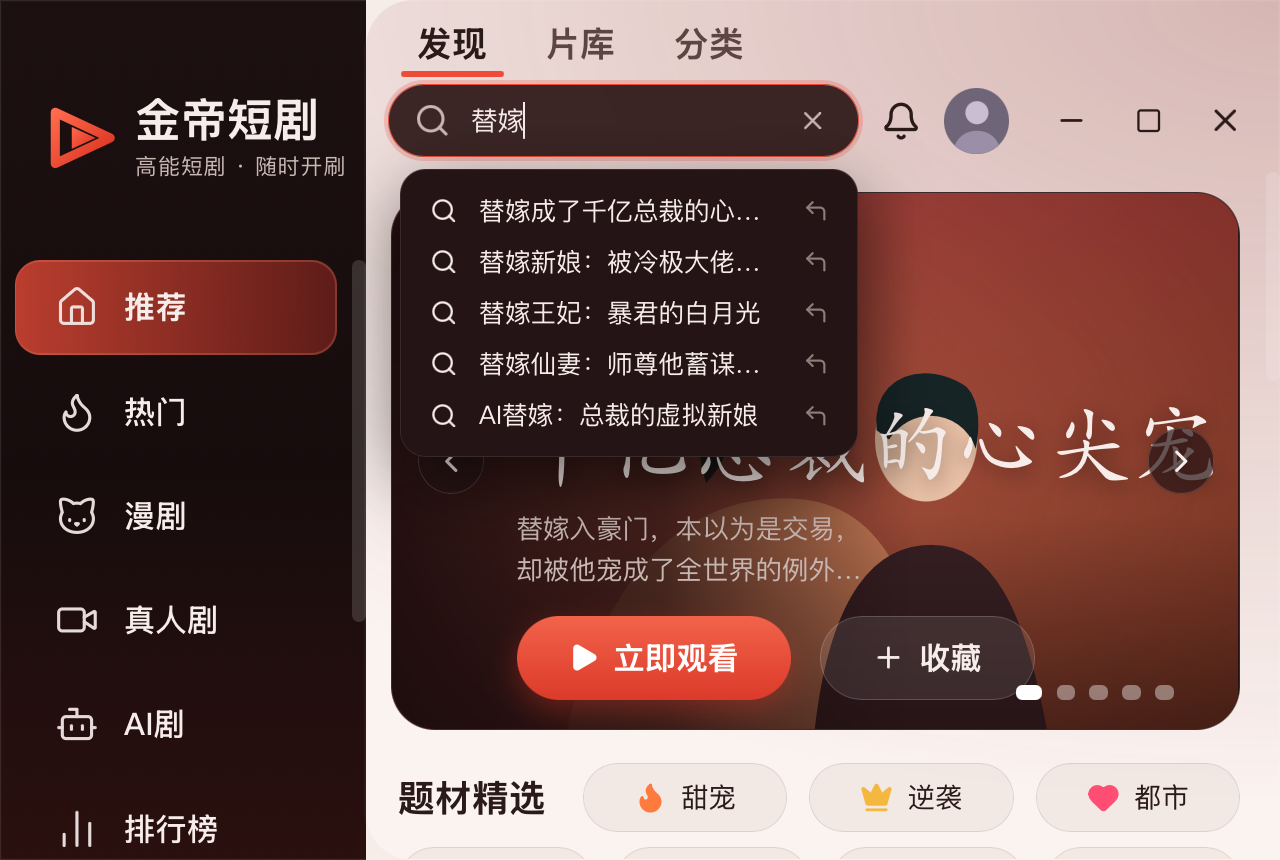 金帝短剧
高能短剧 · 随时开刷
推荐
热门
漫剧
真人剧
AI剧
排行榜
发现
片库
分类
替嫁
替嫁成了千亿总裁的心…
替嫁新娘：被冷极大佬…
替嫁王妃：暴君的白月光
替嫁仙妻：师尊他蓄谋…
AI替嫁：总裁的虚拟新娘
千亿总裁的心尖宠
替嫁入豪门，本以为是交易，
却被他宠成了全世界的例外…
立即观看
收藏
题材精选
甜宠
逆袭
都市